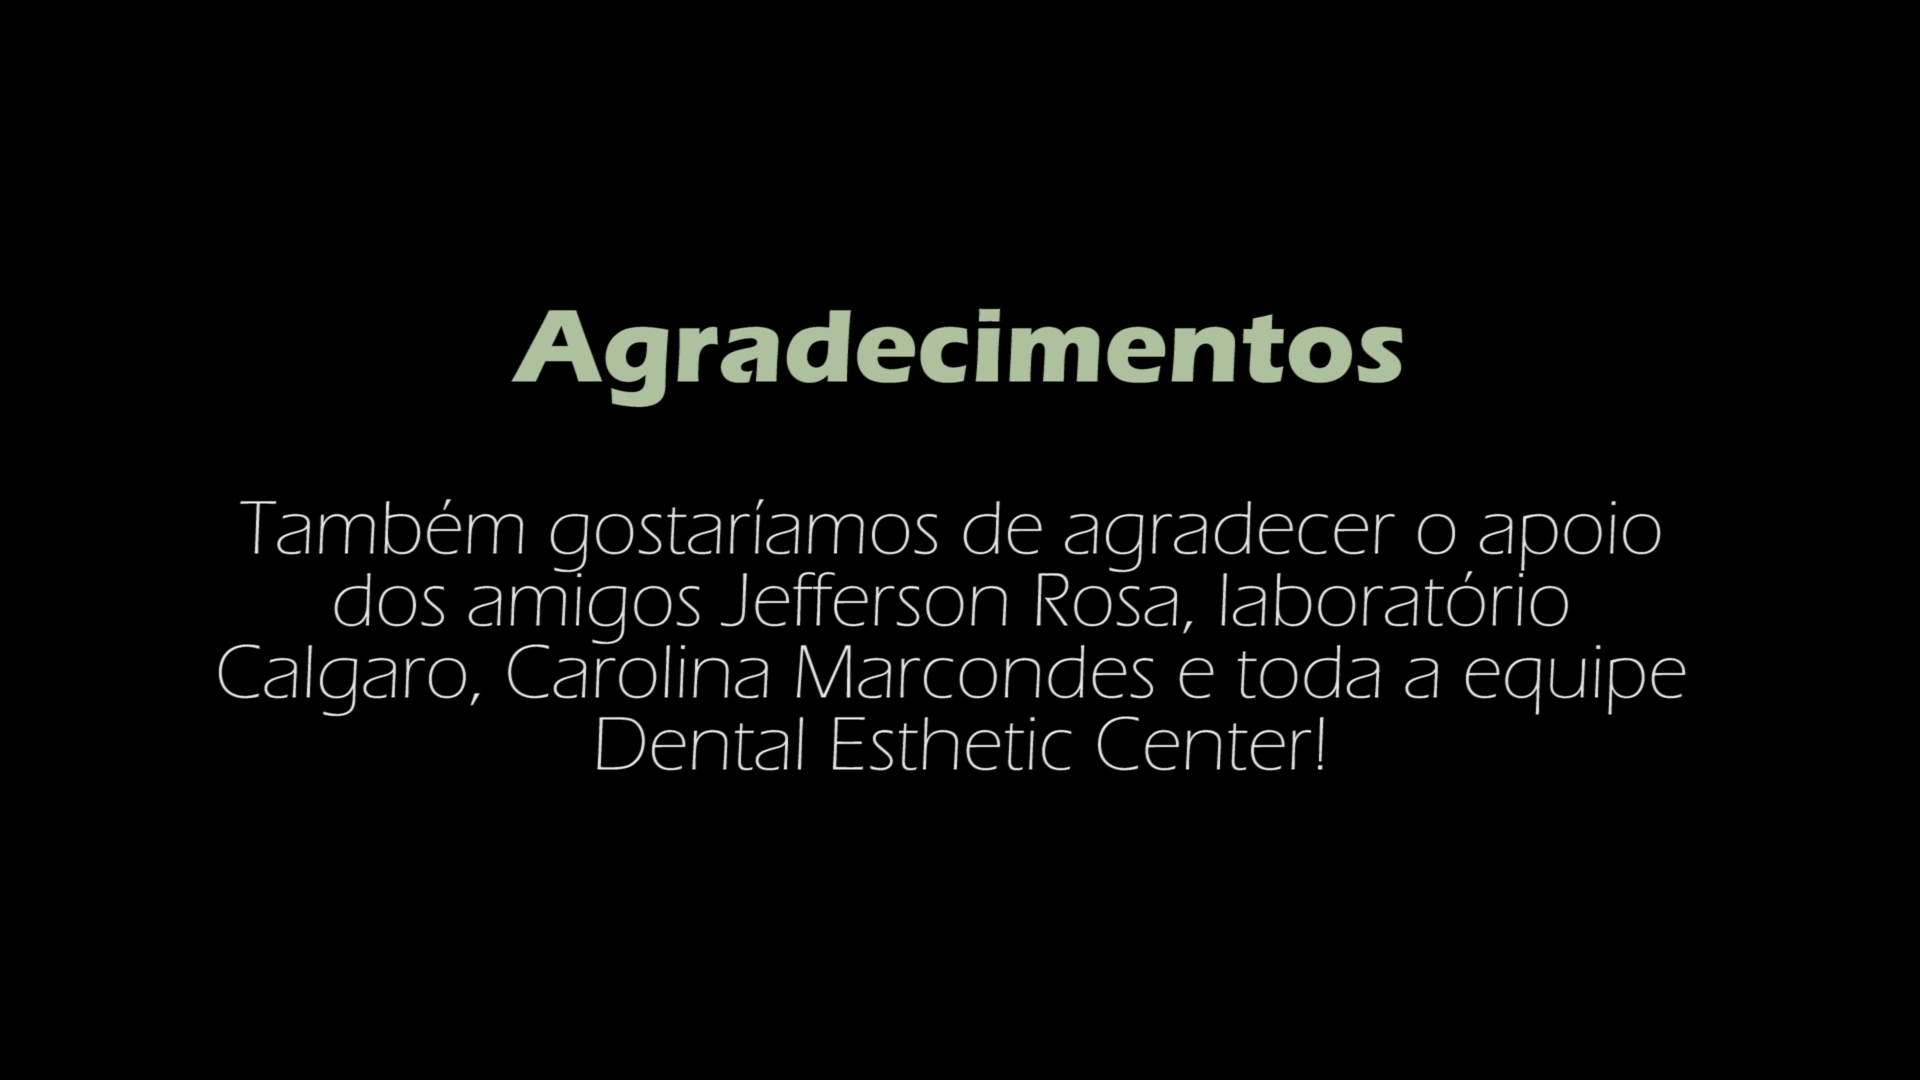 Agradecimentos
Também gostaríamos de agradecer o apoio
dos amigos Jefferson Rosa, laboratório
Calgaro, Carolina Marcondes e toda a equipe
Dental Esthetic Center!